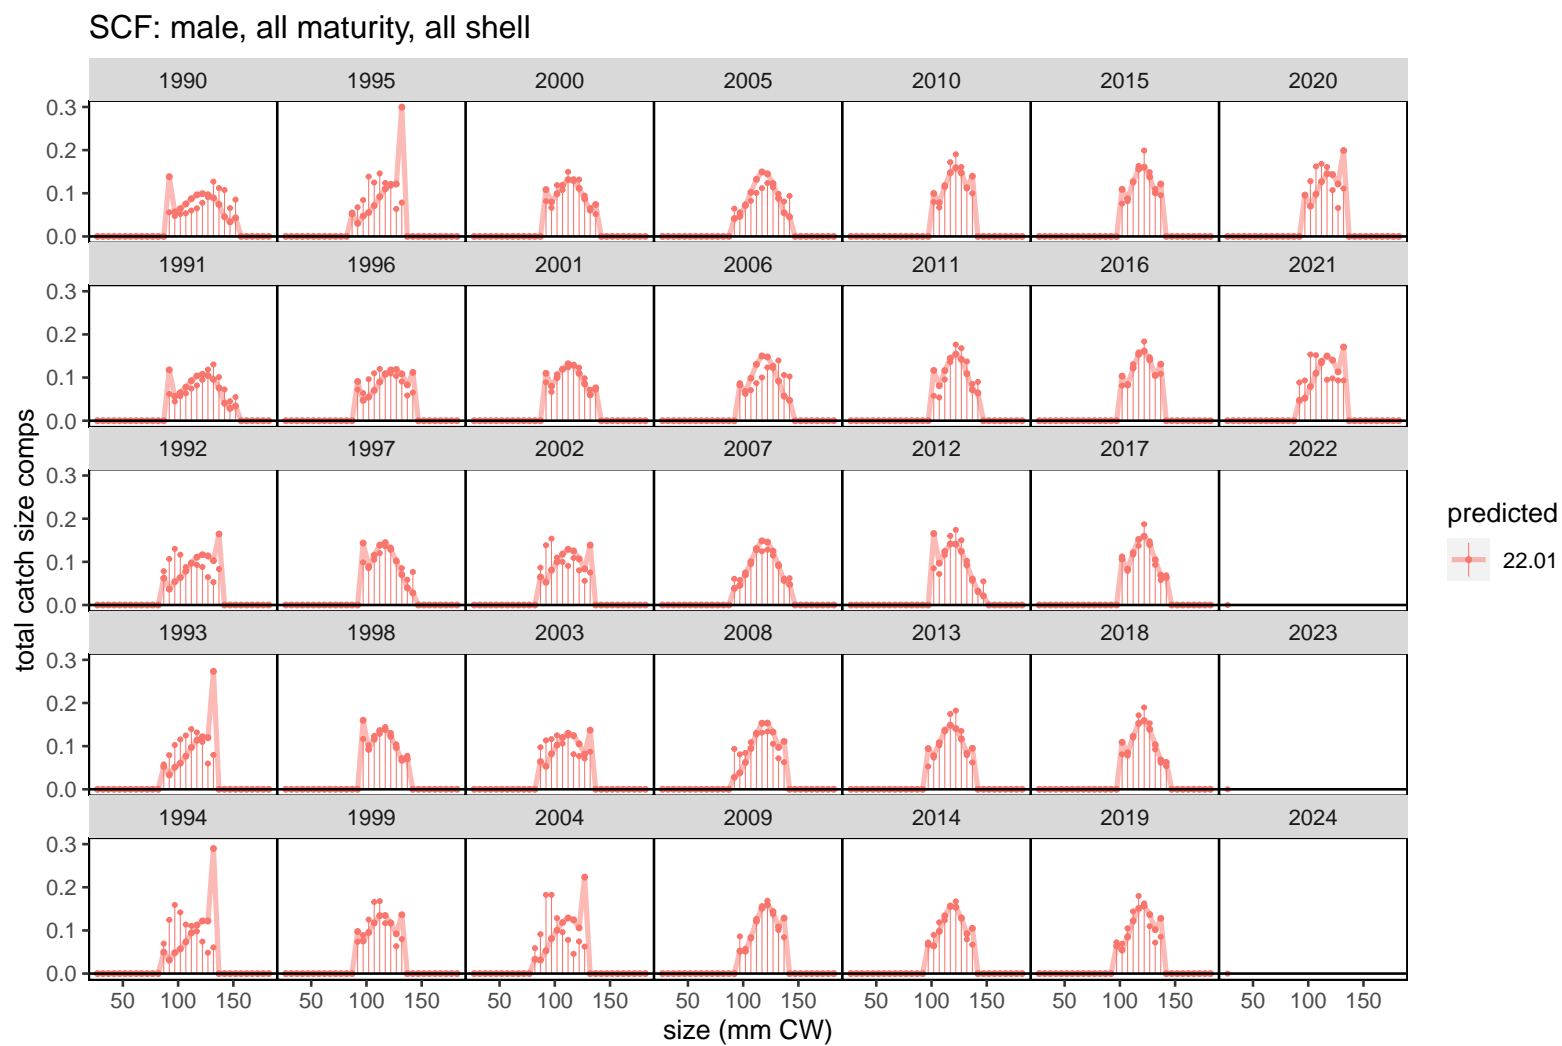 SCF: male, all maturity, all shell
1990 1995 2000 2005 2010 2015 2020
0.3
0.2
0.1
0.0
1991 1996 2001 2006 2011 2016 2021
0.3
0.2
0.1
0.0
1992 1997 2002 2007 2012 2017 2022
0.3
0.2
0.1
0.0
1993 1998 2003 2008 2013 2018 2023
0.3
0.2
0.1
0.0
1994 1999 2004 2009 2014 2019 2024
0.3
0.2
0.1
0.0
50 100 150 50 100 150 50 100 150 50 100 150 50 100 150 50 100 150 50 100 150
size (mm CW)
total catch size comps
predicted
22.01